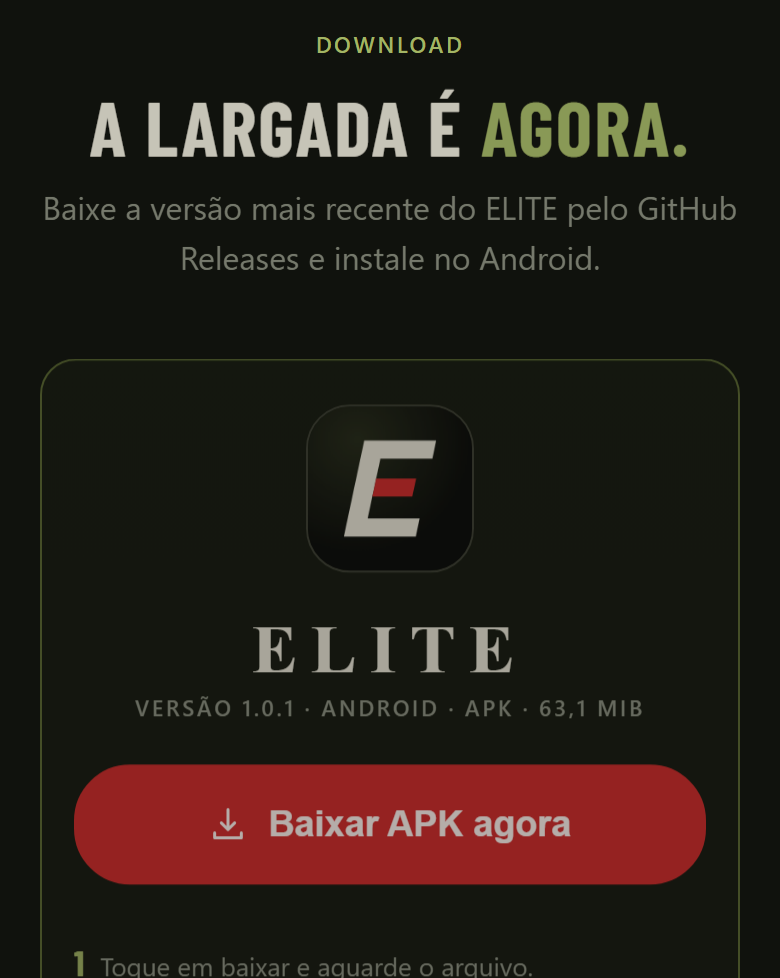 DOWNLOAD
A LARGADA É AGORA.
Baixe a versão mais recente do ELITE pelo GitHub
Releases e instale no Android.
E
ELITE
VERSÃO 1.0.1 · ANDROID · APK · 63,1 MIB
Baixar APK agora
1 Toque em baixar e aguarde o arquivo.